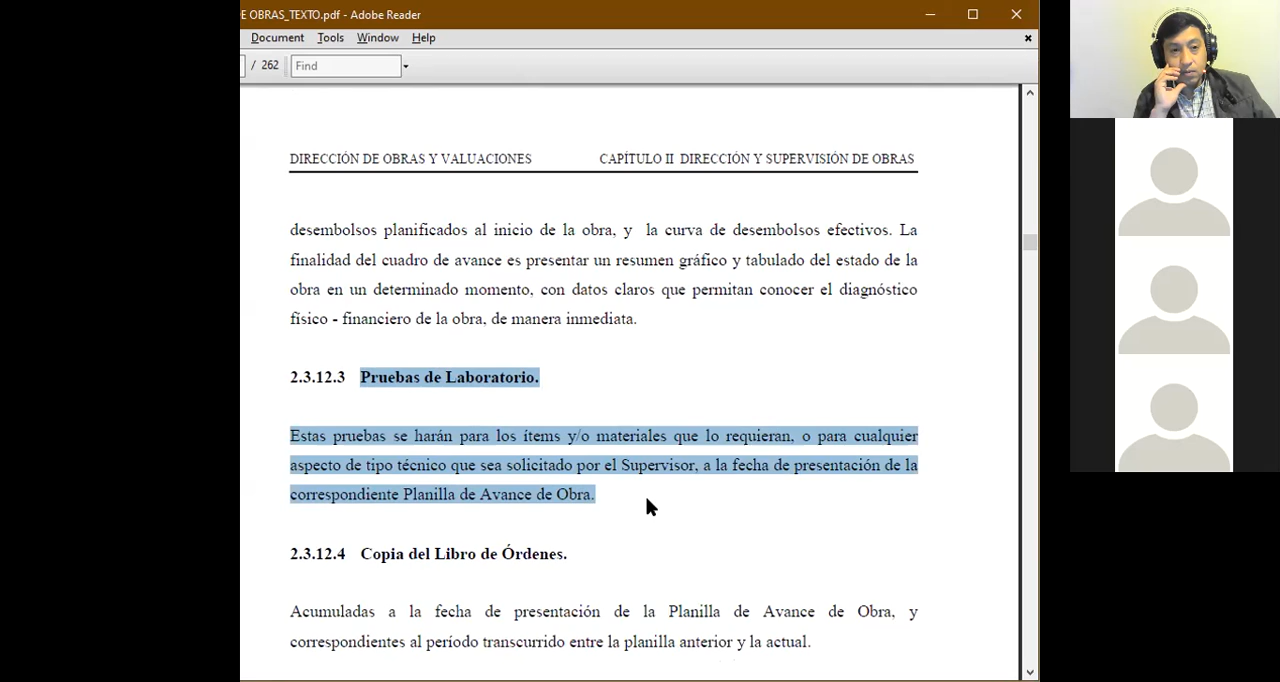 E OBRAS_TEXTO.pdf - Adobe Reader
Document Tools Window Help
/ 262 Find
DIRECCIÓN DE OBRAS Y VALUACIONES CAPÍTULO II DIRECCIÓN Y SUPERVISIÓN DE OBRAS
desembolsos planificados al inicio de la obra, y la curva de desembolsos efectivos. La
finalidad del cuadro de avance es presentar un resumen gráfico y tabulado del estado de la
obra en un determinado momento, con datos claros que permitan conocer el diagnóstico
físico - financiero de la obra, de manera inmediata.
2.3.12.3 Pruebas de Laboratorio.
Estas pruebas se harán para los ítems y/o materiales que lo requieran, o para cualquier
aspecto de tipo técnico que sea solicitado por el Supervisor, a la fecha de presentación de la
correspondiente Planilla de Avance de Obra.
2.3.12.4 Copia del Libro de Órdenes.
Acumuladas a la fecha de presentación de la Planilla de Avance de Obra, y
correspondientes al período transcurrido entre la planilla anterior y la actual.